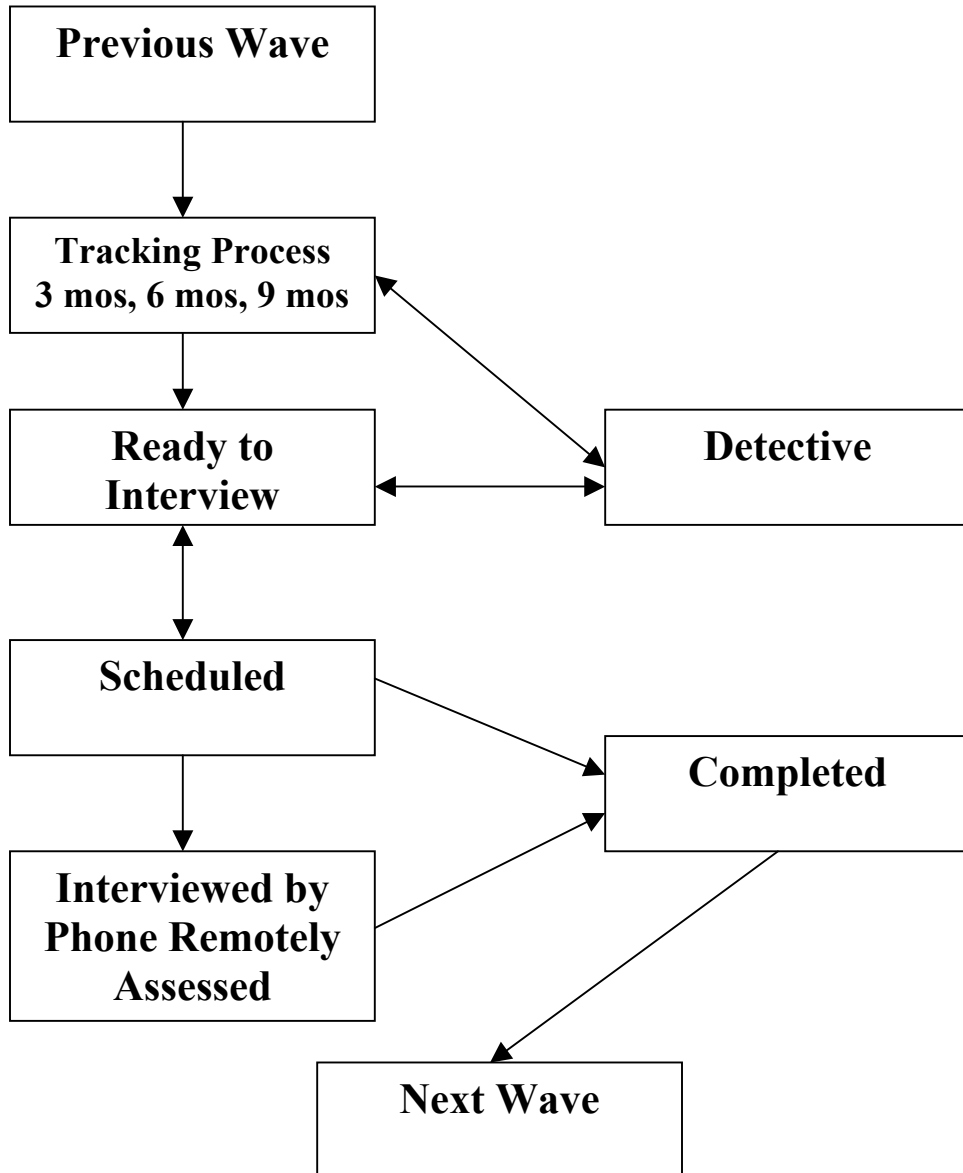 Previous Wave
Tracking Process
3 mos, 6 mos, 9 mos
Ready to
Interview
Detective
Scheduled
Completed
Interviewed by
Phone Remotely
Assessed
Next Wave